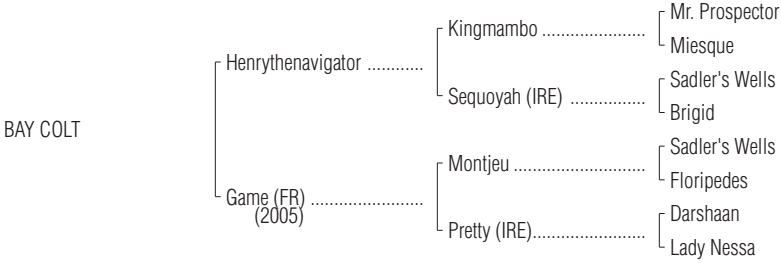 Mr. Prospector
Kingmambo ......................
Miesque
Henrythenavigator ............
Sadler's Wells
Sequoyah (IRE) ................
Brigid
BAY COLT
Sadler's Wells
Montjeu ............................
Floripedes
Game (FR) ........................
(2005)
Darshaan
Pretty (IRE)........................
Lady Nessa